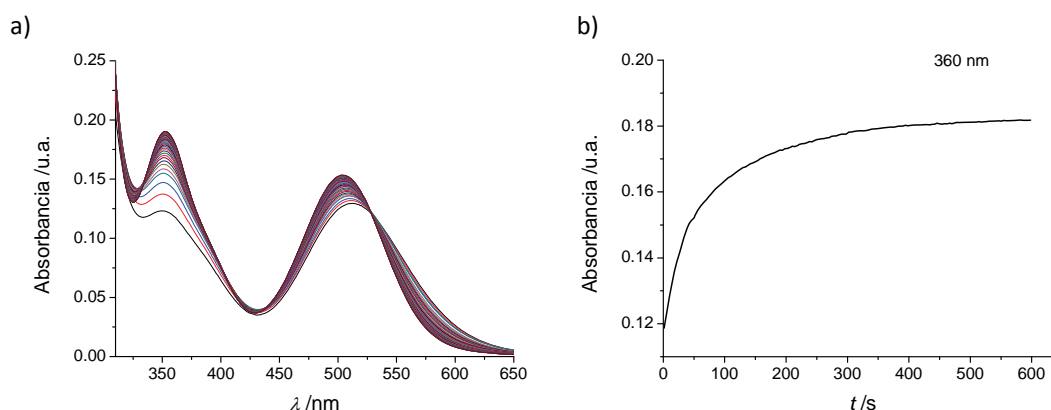 a)
0.25
0.20
0.15
0.10
0.05
0.00
Absorbancia /u.a.
350 400 450 500 550 600 650
λ /nm
b)
360 nm
0.20
0.18
0.16
0.14
0.12
Absorbancia /u.a.
0 100 200 300 400 500 600
t /s